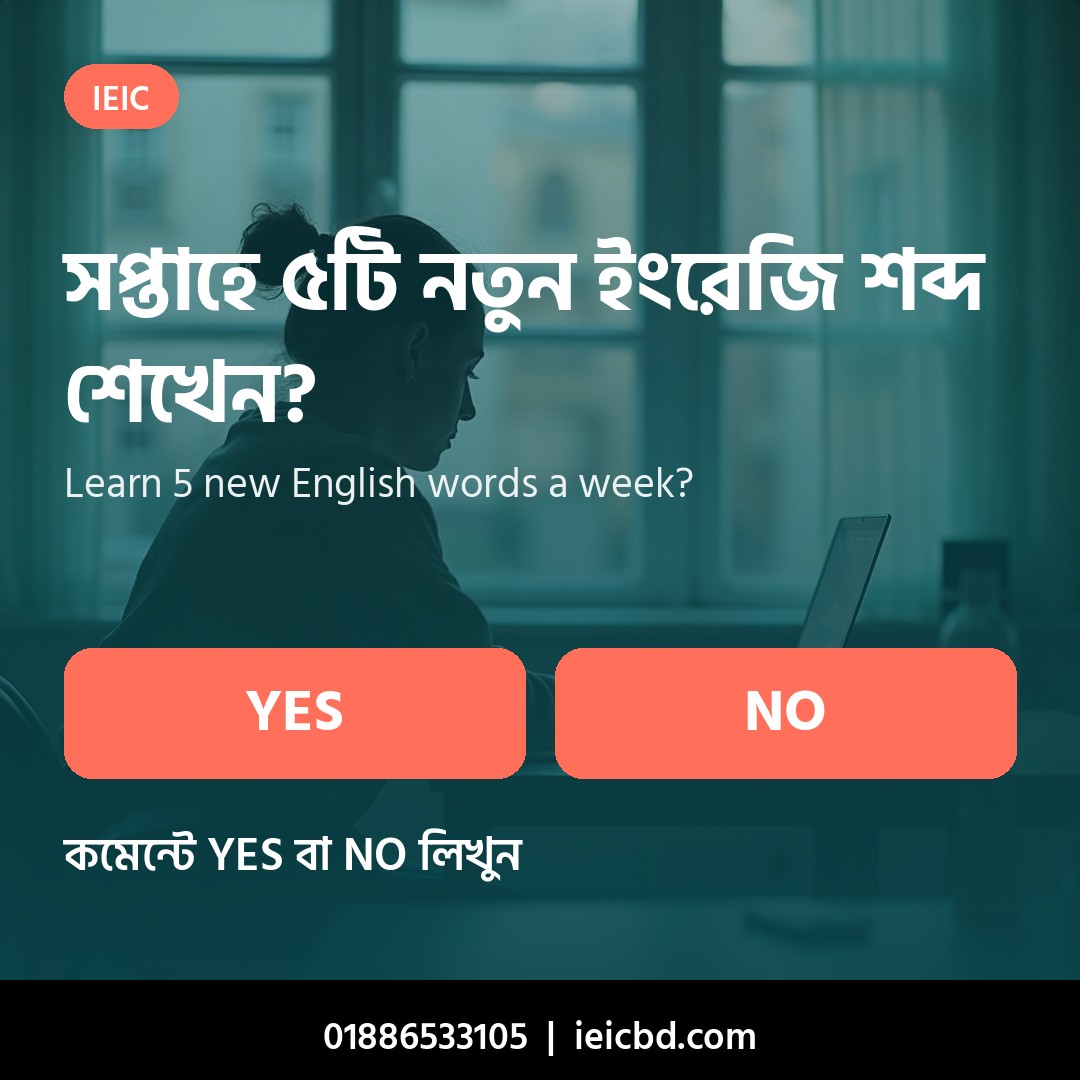 IEIC
সপ্তাহে ৫টি নতুন ইংরেজি শব্দ
শেখেন?
Learn 5 new English words a week?
YES
NO
কমেন্টে YES বা NO লিখুন
01886533105 | ieicbd.com